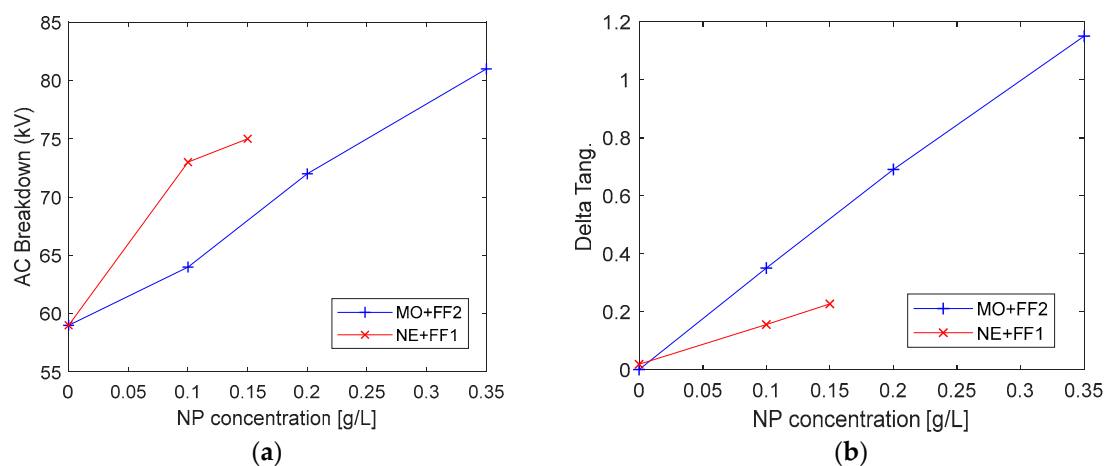 85
80
75
70
65
60
55
AC Breakdown (kV)
MO+FF2
NE+FF1
0 0.05 0.1 0.15 0.2 0.25 0.3 0.35
NP concentration [g/L]
(a)
1.2
1
0.8
0.6
0.4
0.2
0
Delta Tang.
MO+FF2
NE+FF1
0 0.05 0.1 0.15 0.2 0.25 0.3 0.35
NP concentration [g/L]
(b)